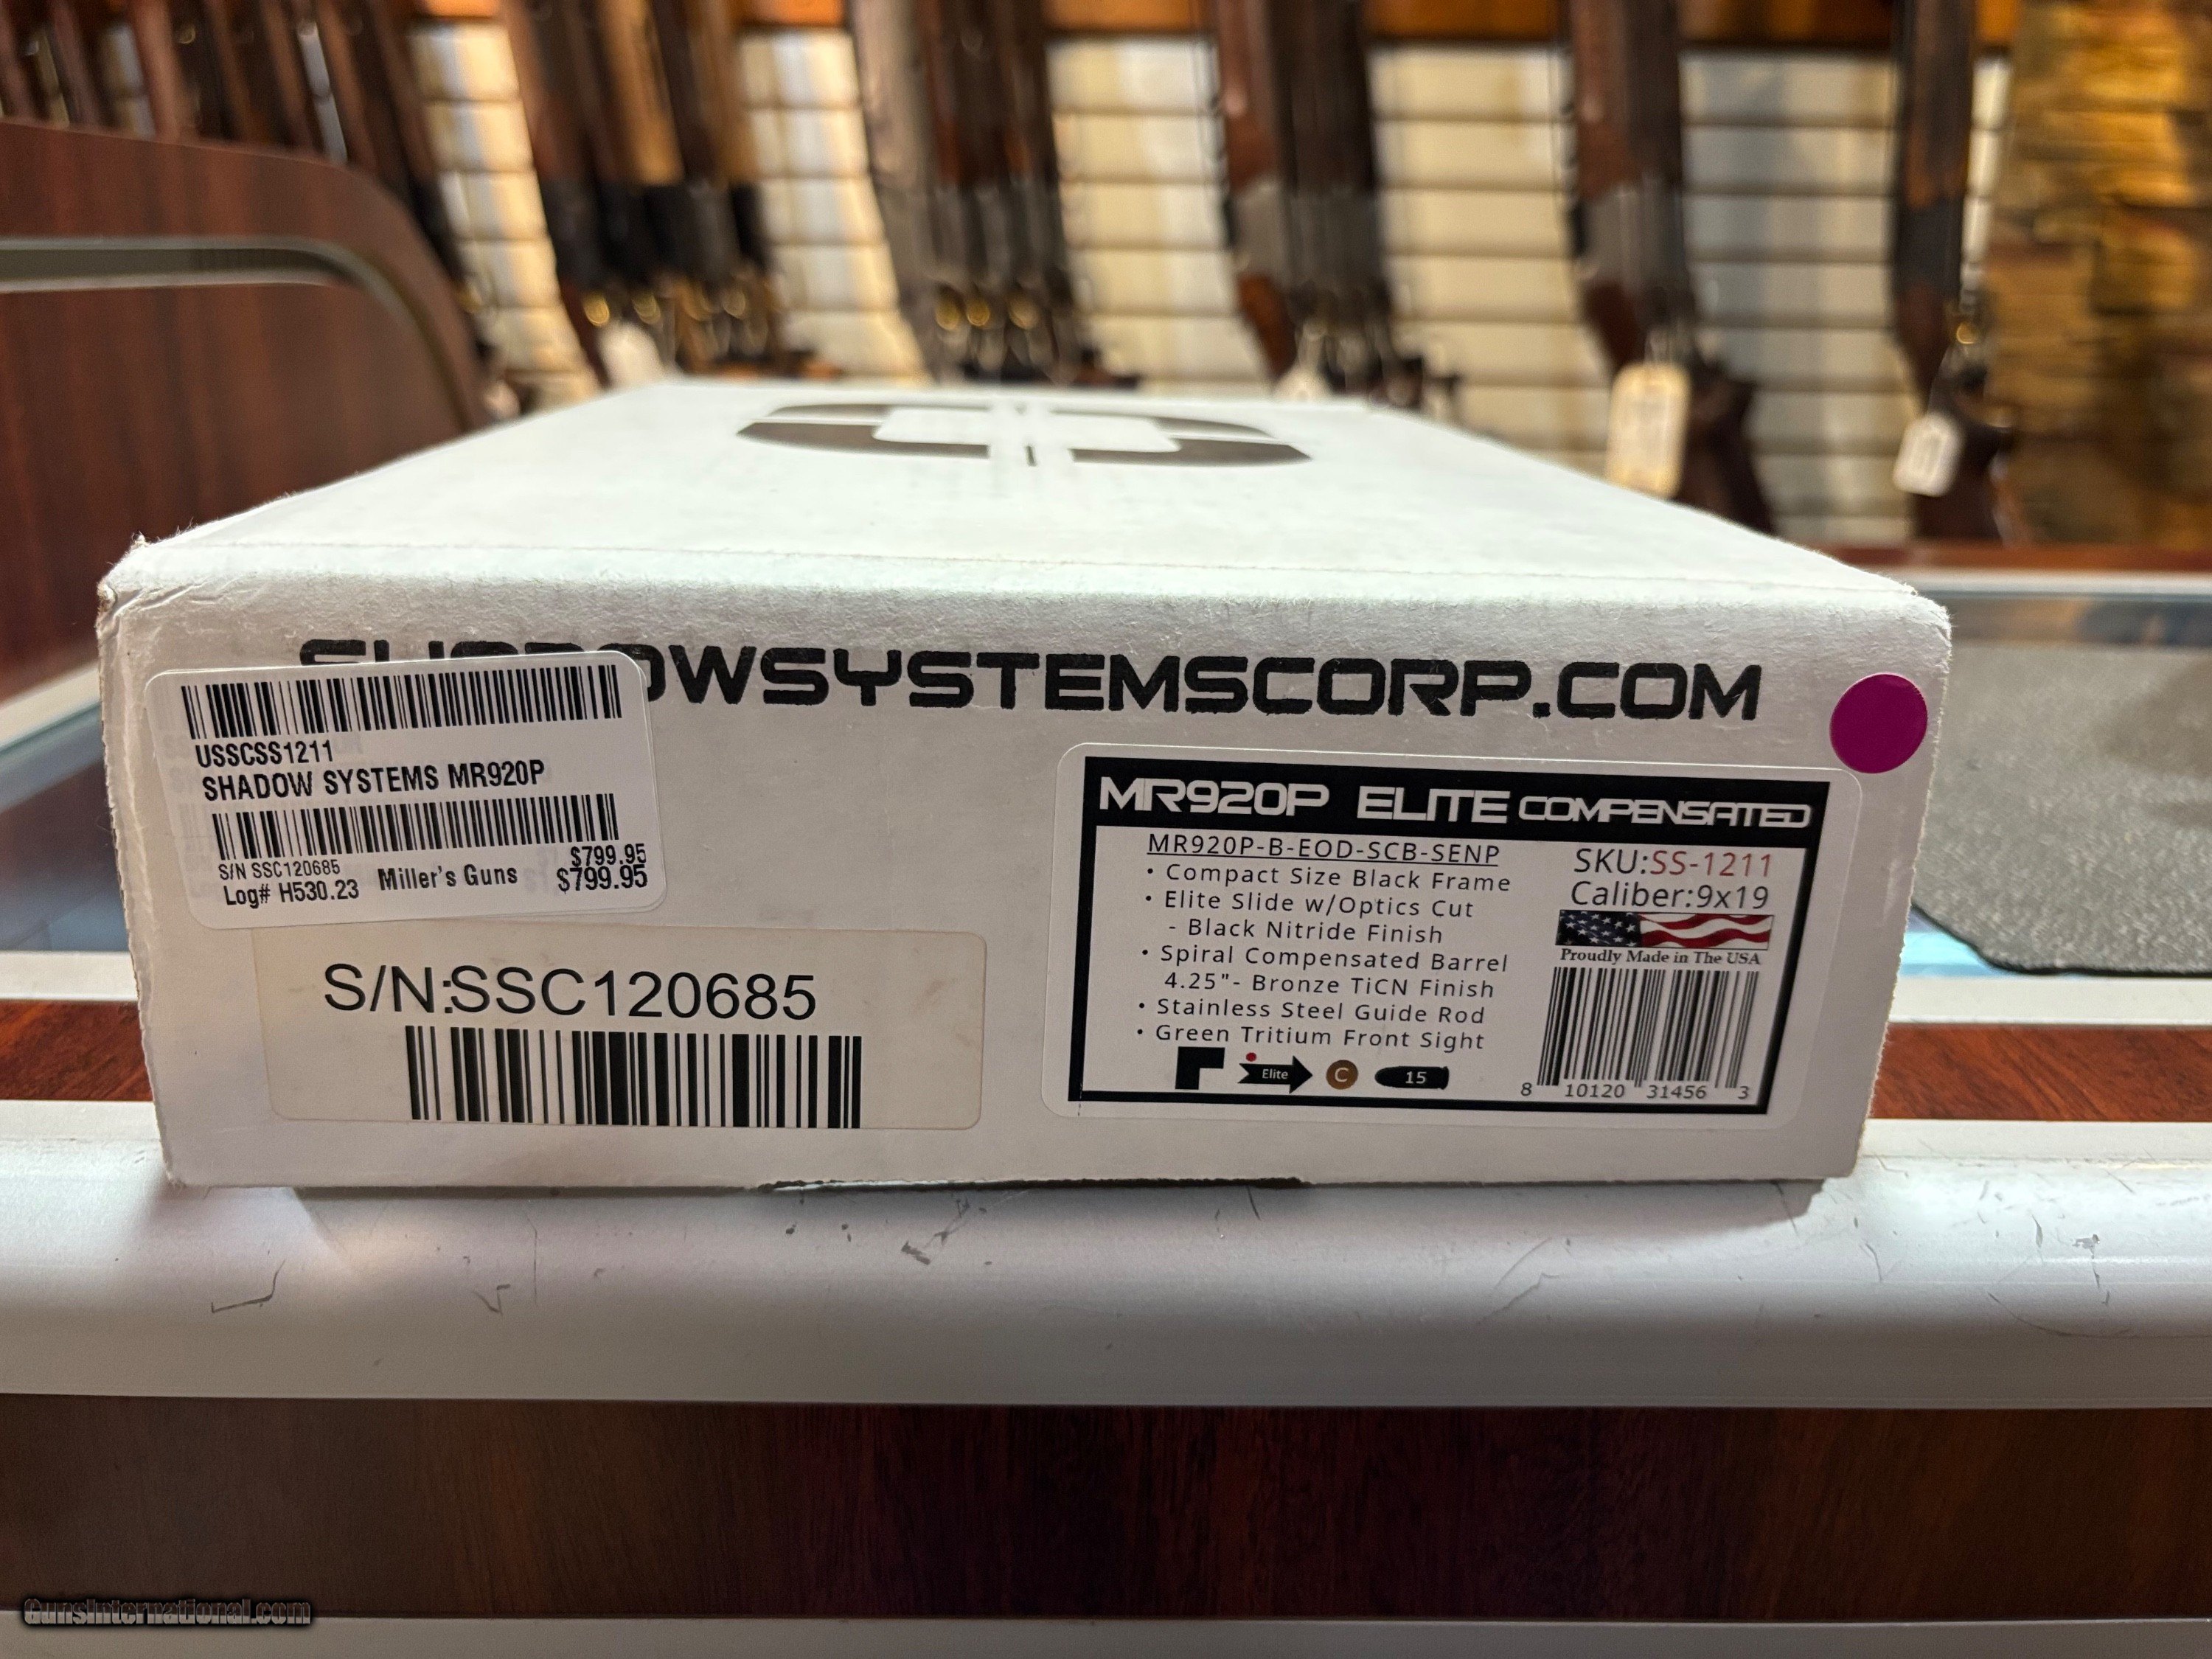 SHADOWSYSTEMSCORP.COM
USSCSS1211
SHADOW SYSTEMS MR920P
S/N SSC120685
$799.95
Log# H530.23 Miller's Guns $799.95
S/N:SSC120685
MR920P ELITE COMPENSATED
MR920P-B-EOD-SCB-SENP
• Compact Size Black Frame
• Elite Slide w/Optics Cut
- Black Nitride Finish
• Spiral Compensated Barrel
4.25"- Bronze TiCN Finish
• Stainless Steel Guide Rod
• Green Tritium Front Sight
Elite C 15
SKU:SS-1211
Caliber:9x19
Proudly Made in The USA
8 10120 31456 3
GunsInternational.com